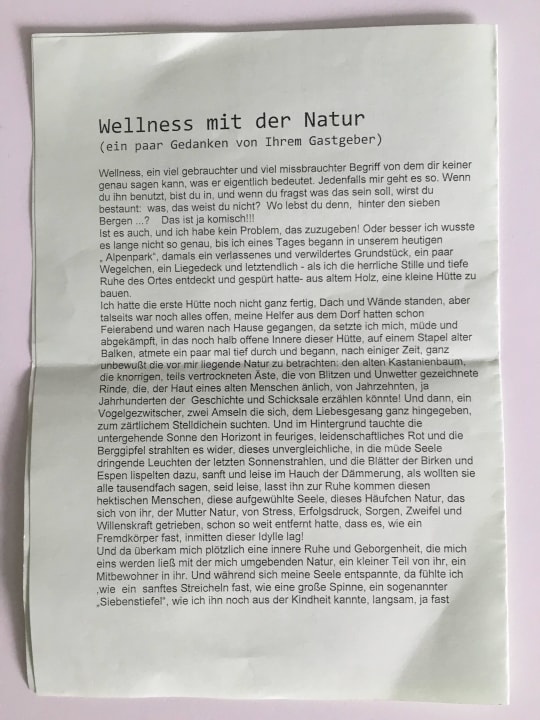 Wellness mit der Natur
(ein paar Gedanken von Ihrem Gastgeber)
Wellness, ein viel gebrauchter und viel missbrauchter Begriff von dem dir keiner
genau sagen kann, was er eigentlich bedeutet. Jedenfalls mir geht es so. Wenn
du ihn benutzt, bist du in, und wenn du fragst was das sein soll, wirst du
bestaunt: was, das weist du nicht? Wo lebst du denn, hinter den sieben
Bergen ...? Das ist ja komisch!!!
Ist es auch, und ich habe kein Problem, das zuzugeben! Oder besser ich wusste
es lange nicht so genau, bis ich eines Tages begann in unserem heutigen
„ Alpenpark", damals ein verlassenes und verwildertes Grundstück, ein paar
Wegelchen, ein Liegedeck und letztendlich - als ich die herrliche Stille und tiefe
Ruhe des Ortes entdeckt und gespürt hatte- aus altem Holz, eine kleine Hütte zu
bauen.
Ich hatte die erste Hütte noch nicht ganz fertig, Dach und Wände standen, aber
talseits war noch alles offen, meine Helfer aus dem Dorf hatten schon
Feierabend und waren nach Hause gegangen, da setzte ich mich, müde und
abgekämpft, in das noch halb offene Innere dieser Hütte, auf einem Stapel alter
Balken, atmete ein paar mal tief durch und begann, nach einiger Zeit, ganz
unbewußt die vor mir liegende Natur zu betrachten: den alten Kastanienbaum,
die knorrigen, teils vertrockneten Äste, die von Blitzen und Unwetter gezeichnete
Rinde, die, der Haut eines alten Menschen änlich, von Jahrzehnten, ja
Jahrhunderten der Geschichte und Schicksale erzählen könnte! Und dann, ein
Vogelgezwitscher, zwei Amseln die sich, dem Liebesgesang ganz hingegeben,
zum zärtlichem Stelldichein suchten. Und im Hintergrund tauchte die
untergehende Sonne den Horizont in feuriges, leidenschaftliches Rot und die
Berggipfel strahlten es wider, dieses unvergleichliche, in die müde Seele
dringende Leuchten der letzten Sonnenstrahlen, und die Blätter der Birken und
Espen lispelten dazu, sanft und leise im Hauch der Dämmerung, als wollten sie
alle tausendfach sagen, seid leise, lasst ihn zur Ruhe kommen diesen
hektischen Menschen, diese aufgewühlte Seele, dieses Häufchen Natur, das
sich von ihr, der Mutter Natur, von Stress, Erfolgsdruck, Sorgen, Zweifel und
Willenskraft getrieben, schon so weit entfernt hatte, dass es, wie ein
Fremdkörper fast, inmitten dieser Idylle lag!
Und da überkam mich plötzlich eine innere Ruhe und Geborgenheit, die mich
eins werden ließ mit der mich umgebenden Natur, ein kleiner Teil von ihr, ein
Mitbewohner in ihr. Und während sich meine Seele entspannte, da fühlte ich
,wie ein sanftes Streicheln fast, wie eine große Spinne, ein sogenannter
„Siebenstiefel", wie ich ihn noch aus der Kindheit kannte, langsam, ja fast